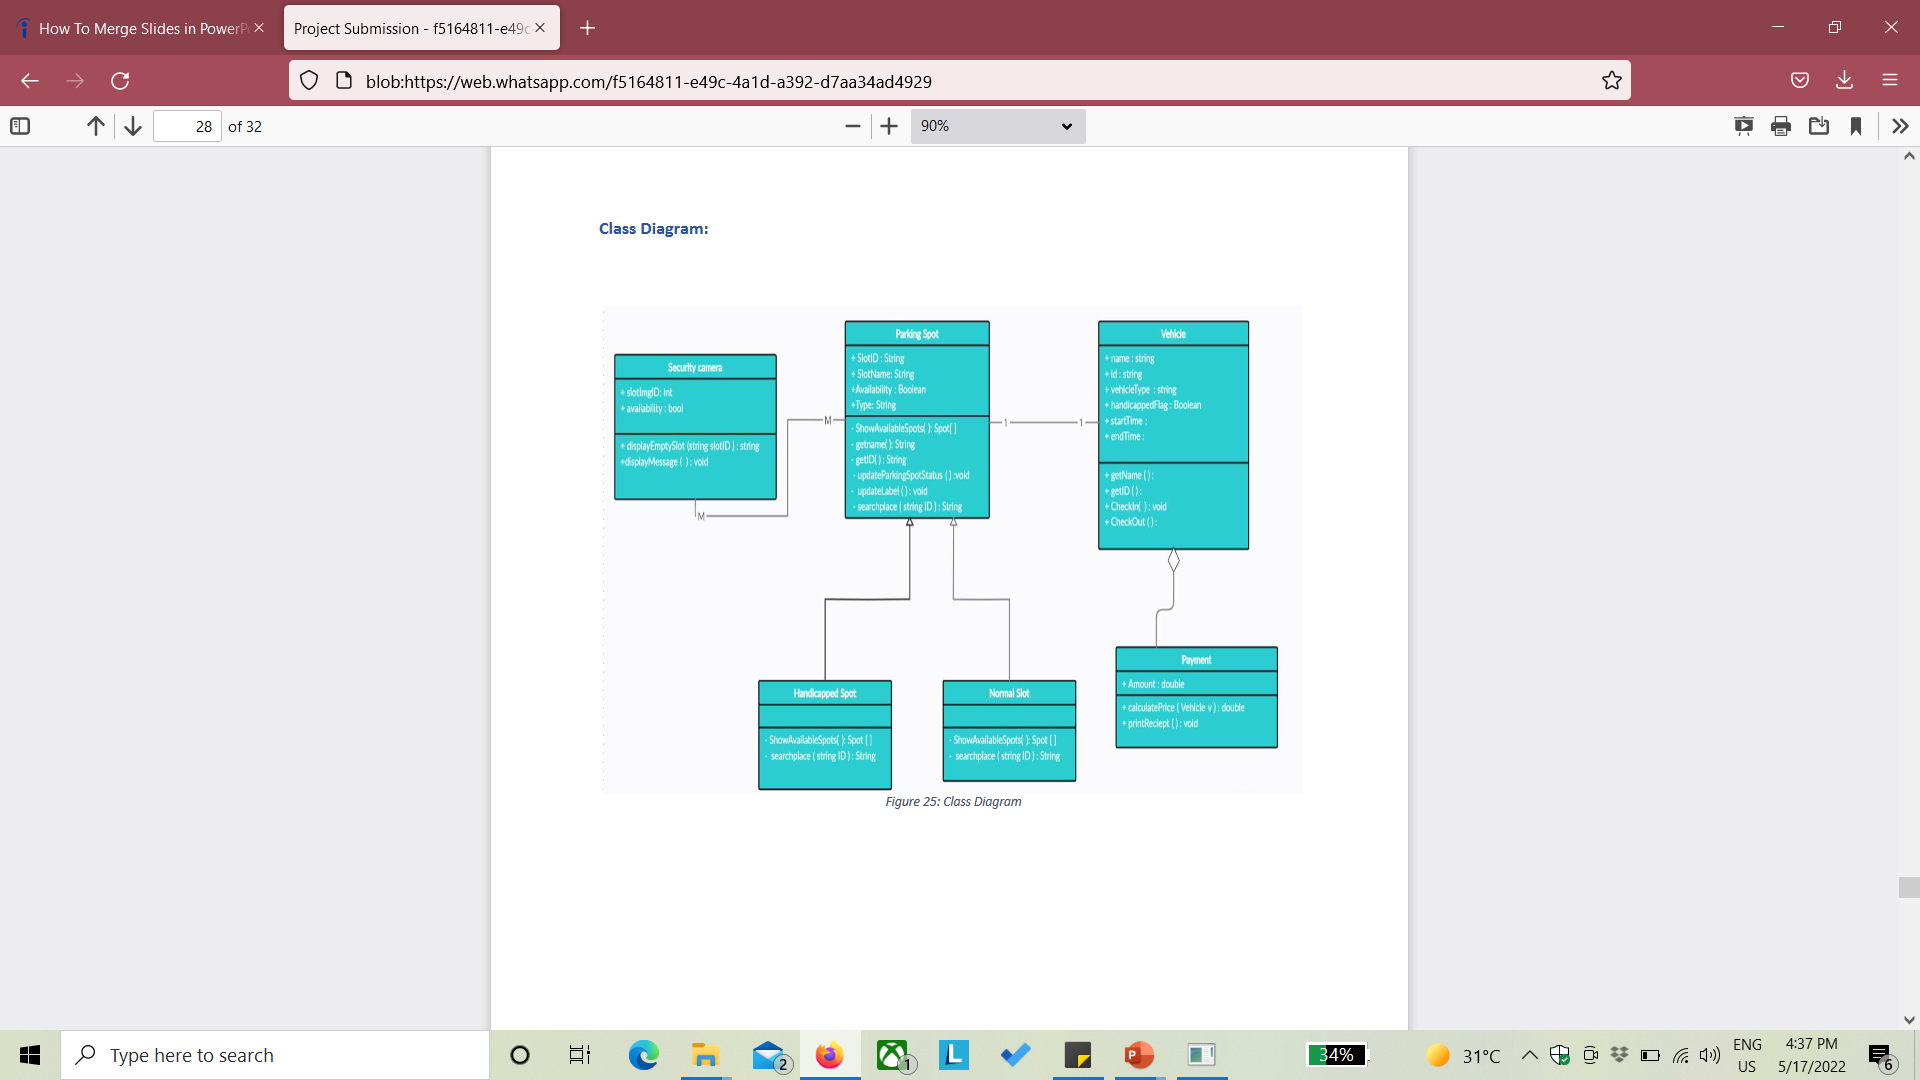 How To Merge Slides in PowerP
Project Submission - f5164811-e49c
blob:https://web.whatsapp.com/f5164811-e49c-4a1d-a392-d7aa34ad4929
28 of 32
90%
Class Diagram:
Security camera
+ slotImgID: int
+ availability : bool
+ displayEmptySlot (string slotID ) : string
+displayMessage ( ) : void
M
M
Parking Spot
+ SlotID : String
+ SlotName: String
+Availability : Boolean
+Type: String
- ShowAvailableSpots( ): Spot[ ]
- getname( ): String
- getID( ) : String
- updateParkingSpotStatus ( ) :void
- updateLabel ( ) : void
- searchplace ( string ID ) : String
1
1
Vehicle
+ name : string
+ id : string
+ vehicleType : string
+ handicappedFlag : Boolean
+ startTime :
+ endTime :
+ getName ( ) :
+ getID ( ) :
+ CheckIn( ) : void
+ CheckOut ( ) :
Handicapped Spot
- ShowAvailableSpots( ): Spot [ ]
- searchplace ( string ID ) : String
Normal Slot
- ShowAvailableSpots( ): Spot [ ]
- searchplace ( string ID ) : String
Payment
+ Amount : double
+ calculatePrice ( Vehicle v ) : double
+ printReciept ( ) : void
Figure 25: Class Diagram
Type here to search
2
1
L
P
34%
31°C
ENG
US
4:37 PM
5/17/2022
6